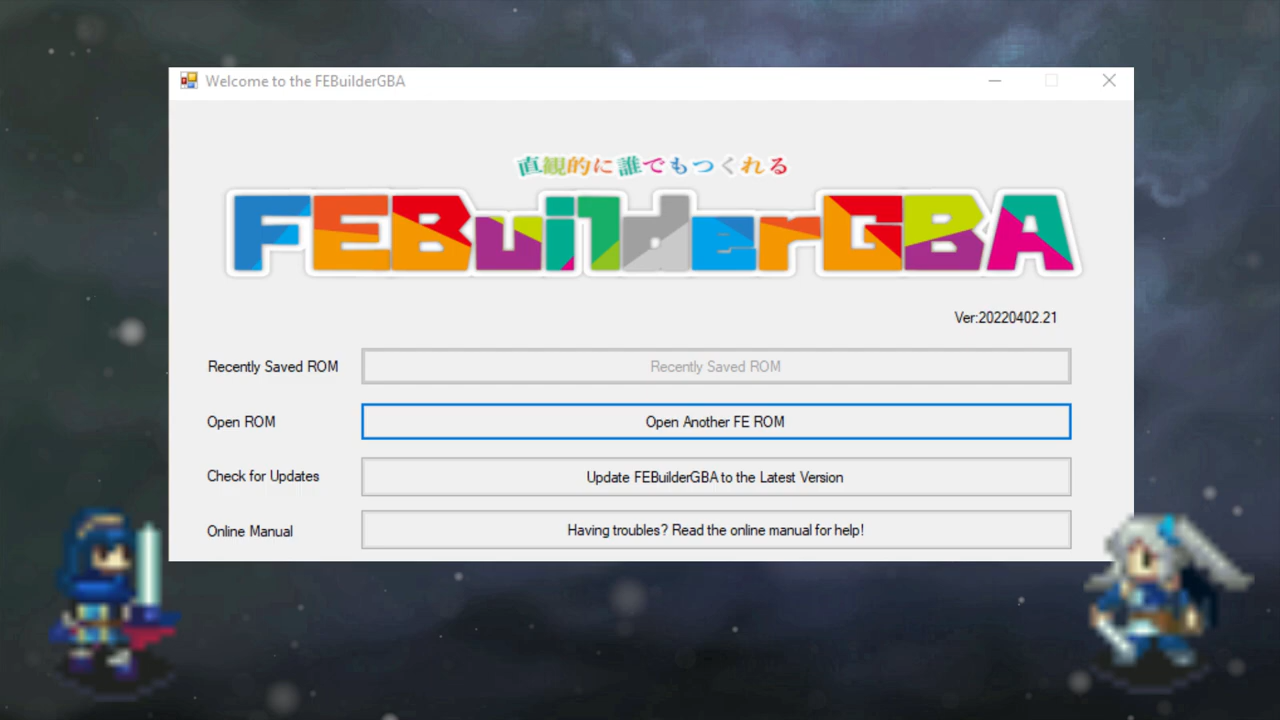 Welcome to the FEBuilderGBA
直観的に誰でもつくれる
FEBuilderGBA
Ver:20220402.21
Recently Saved ROM
Recently Saved ROM
Open ROM
Open Another FE ROM
Check for Updates
Update FEBuilderGBA to the Latest Version
Online Manual
Having troubles? Read the online manual for help!